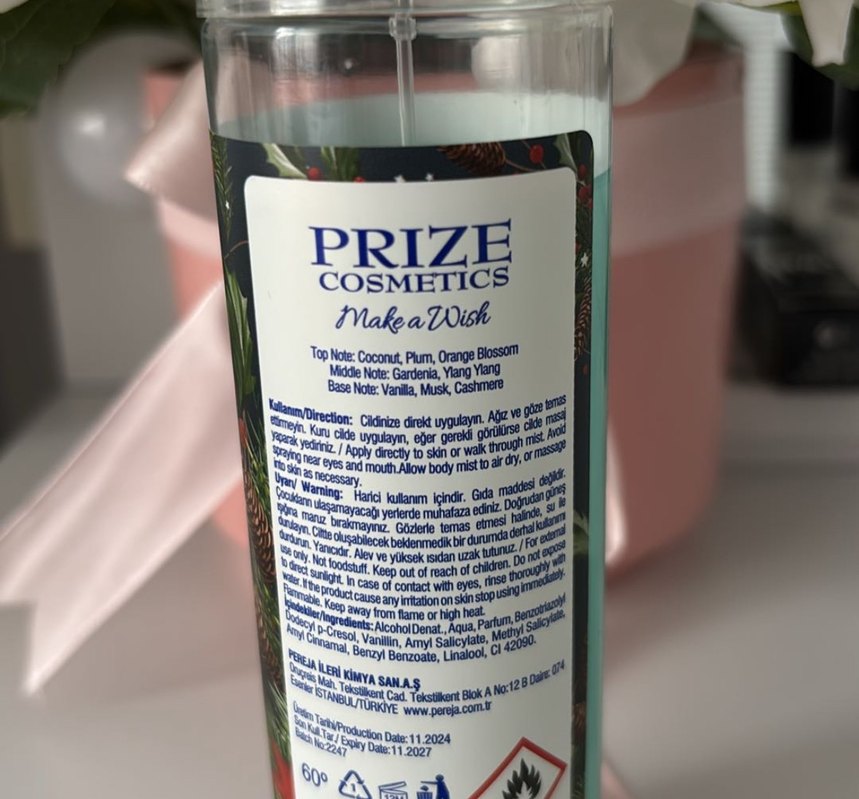 PRIZE
COSMETICS
Make a Wish
Top Note: Coconut, Plum, Orange Blossom
Middle Note: Gardenia, Ylang Ylang
Base Note: Vanilla, Musk, Cashmere
Kullanım/Direction: Cildinize direkt uygulayın. Ağız ve göze temas
ettirmeyin. Kuru cilde uygulayın, eğer gerekli görülürse cilde masaj
yaparak yediriniz. / Apply directly to skin or walk through mist. Avoid
spraying near eyes and mouth.Allow body mist to air dry, or massage
into skin as necessary.
Uyarı/ Warning: Harici kullanım içindir. Gıda maddesi değildir.
Çocukların ulaşamayacağı yerlerde muhafaza ediniz. Doğrudan güneş
ışığına maruz bırakmayınız. Gözlerle temas etmesi halinde, su ile
durulayın. Ciltte oluşabilecek beklenmedik bir durumda derhal kullanımı
durdurun. Yanıcıdır. Alev ve yüksek ısıdan uzak tutunuz. / For external
use only. Not foodstuff. Keep out of reach of children. Do not expose
to direct sunlight. In case of contact with eyes, rinse thoroughly with
water. If the product cause any irritation on skin stop using immediately.
Flammable. Keep away from flame or high heat.
İçindekiler/Ingredients: Alcohol Denat., Aqua, Parfum, Benzotriazolyl
Dodecyl p-Cresol, Vanillin, Amyl Salicylate, Methyl Salicylate,
Amyl Cinnamal, Benzyl Benzoate, Linalool, CI 42090.
PEREJA İLERİ KİMYA SAN.A.Ş
Oruçreis Mah. Tekstilkent Cad. Tekstilkent Blok A No:12 B Daire: 074
Esenler İSTANBUL/TÜRKİYE www.pereja.com.tr
Üretim Tarihi/Production Date: 11.2024
Son Kull.Tar./ Expiry Date: 11.2027
Batch No:2247
60º 1 12M